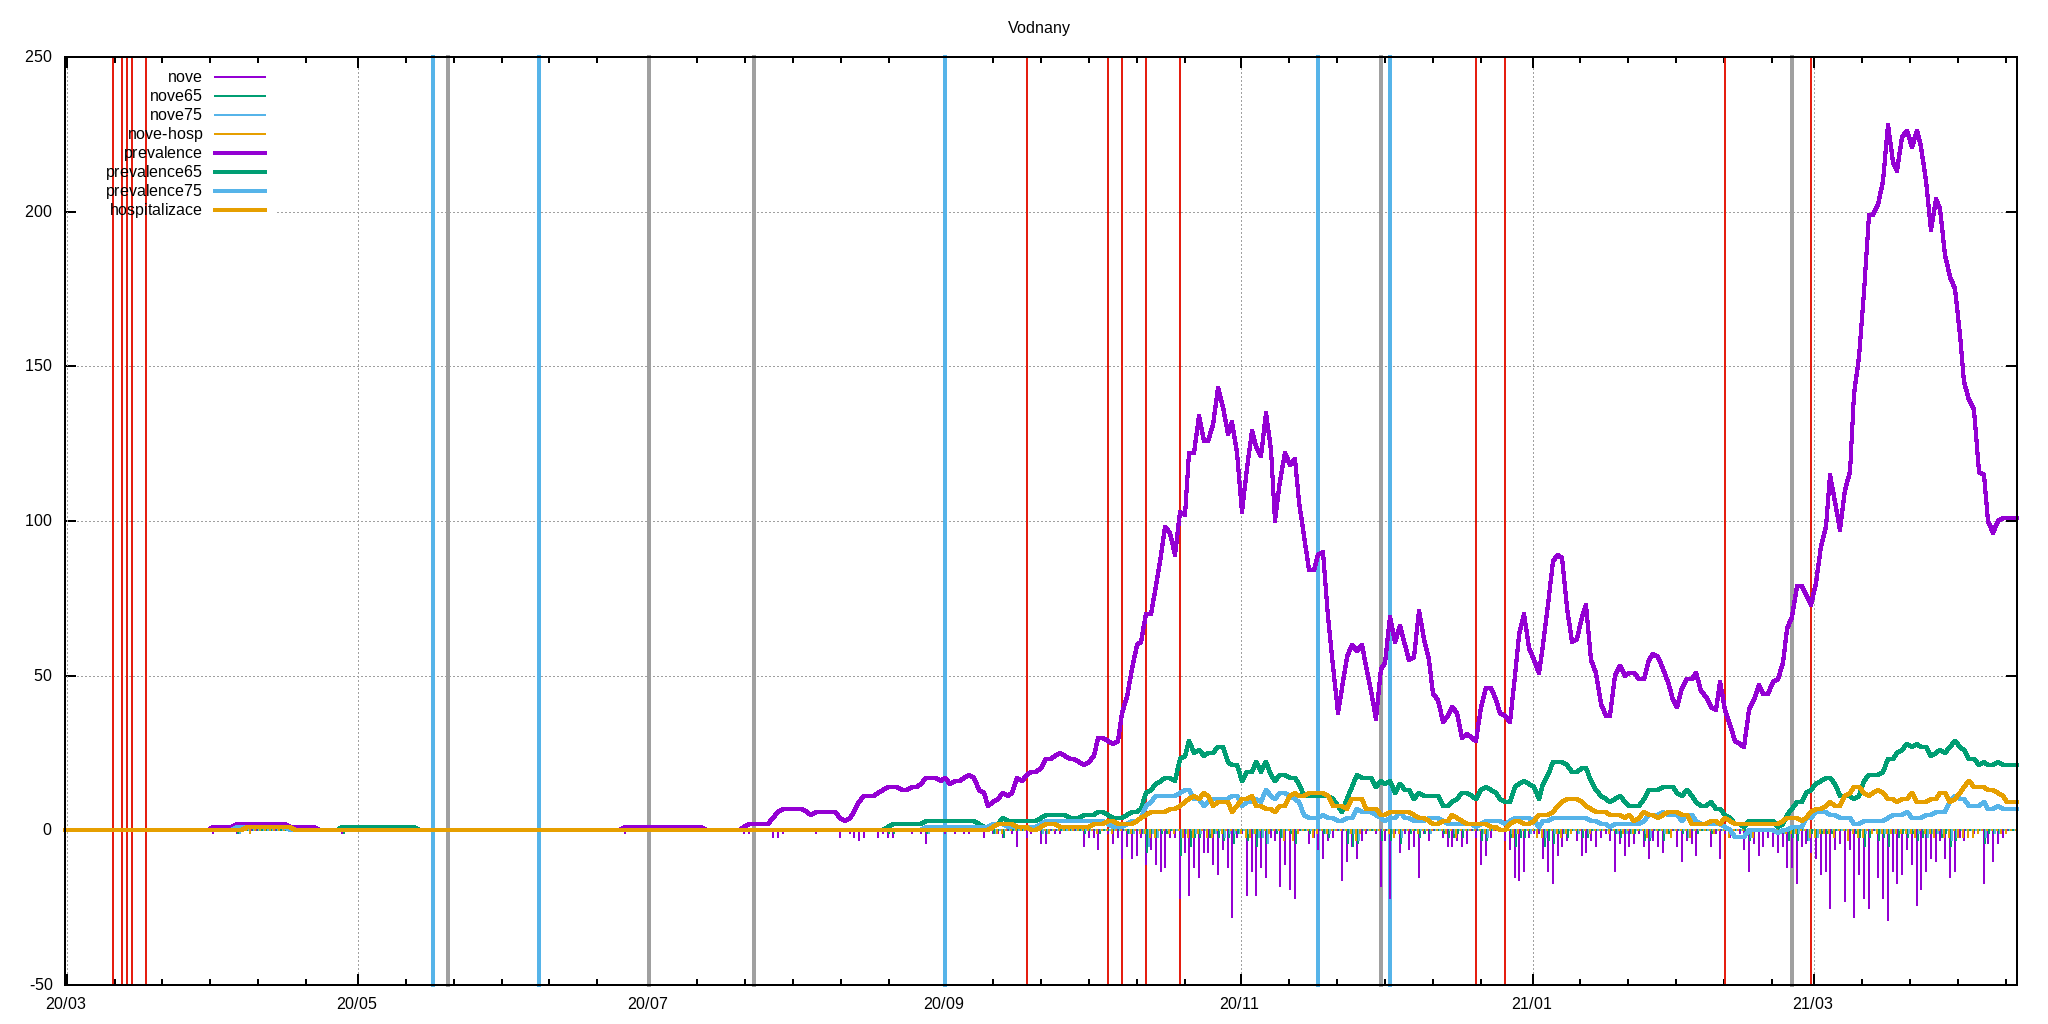 Vodnany
250
200
150
100
50
0
-50
nove
nove65
nove75
nove-hosp
prevalence
prevalence65
prevalence75
hospitalizace
20/03
20/05
20/07
20/09
20/11
21/01
21/03